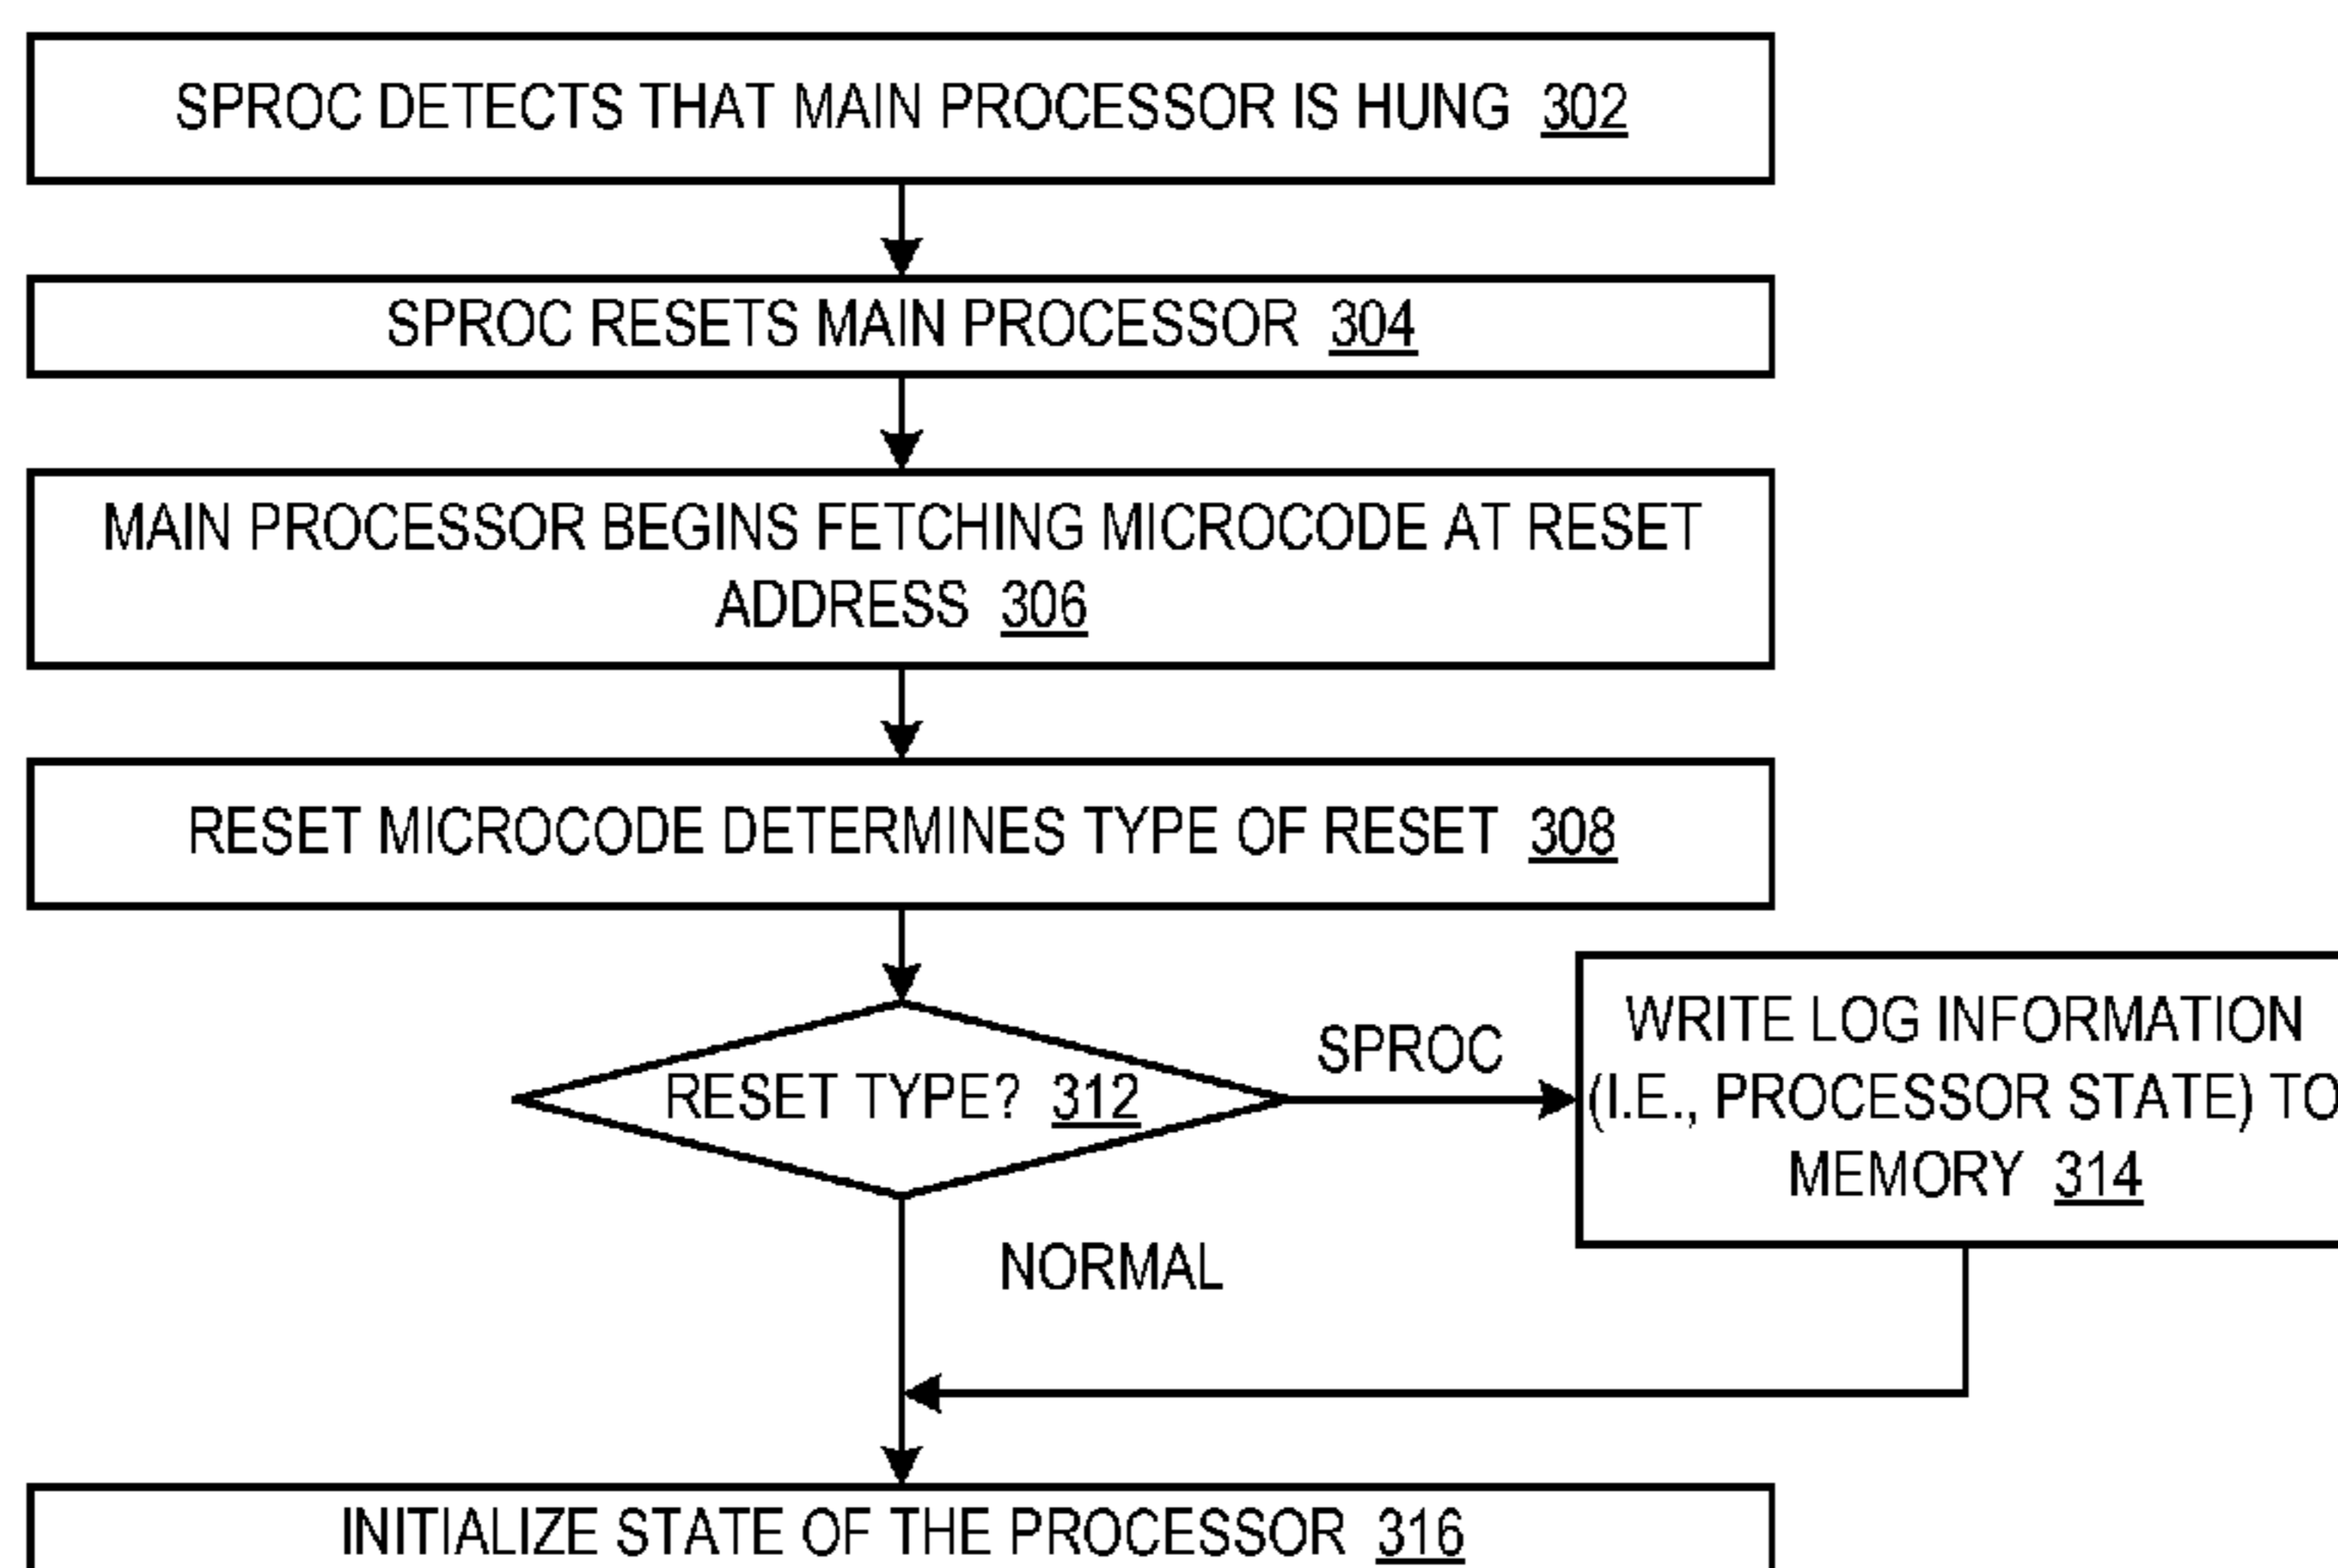 SPROC DETECTS THAT MAIN PROCESSOR IS HUNG 302
SPROC RESETS MAIN PROCESSOR 304
MAIN PROCESSOR BEGINS FETCHING MICROCODE AT RESET
ADDRESS 306
RESET MICROCODE DETERMINES TYPE OF RESET 308
RESET TYPE? 312
SPROC
WRITE LOG INFORMATION
(I.E., PROCESSOR STATE) TO
MEMORY 314
NORMAL
INITIALIZE STATE OF THE PROCESSOR 316